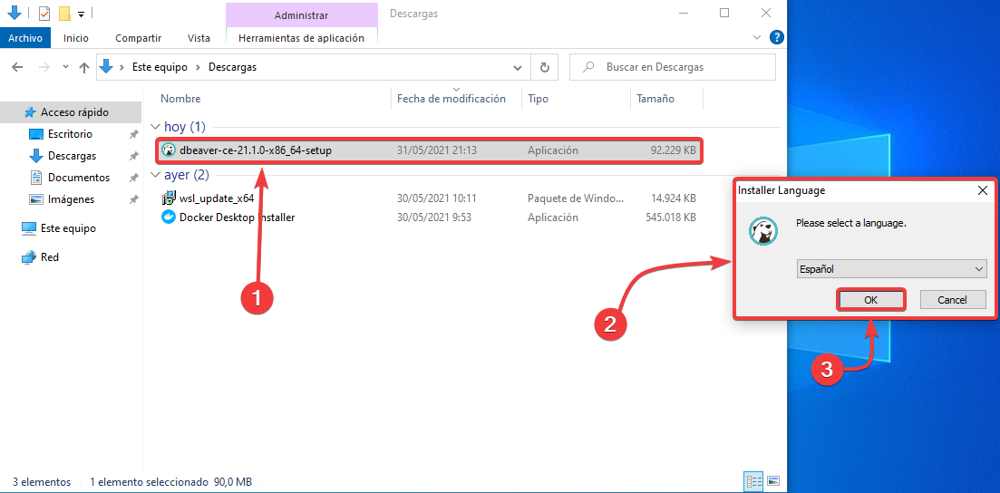 Administrar
Descargas
Archivo
Inicio
Compartir
Vista
Herramientas de aplicación
?
Este equipo
Descargas
Buscar en Descargas
Nombre
Fecha de modificación
Tipo
Tamaño
Acceso rápido
Escritorio
Descargas
Documentos
Imágenes
Este equipo
Red
hoy (1)
dbeaver-ce-21.1.0-x86_64-setup 31/05/2021 21:13 Aplicación 92.229 KB
ayer (2)
wsl_update_x64 30/05/2021 10:11 Paquete de Windo... 14.924 KB
Docker Desktop Installer 30/05/2021 9:53 Aplicación 545.018 KB
1
2
Installer Language
Please select a language.
Español
OK
Cancel
3
3 elementos
1 elemento seleccionado 90,0 MB